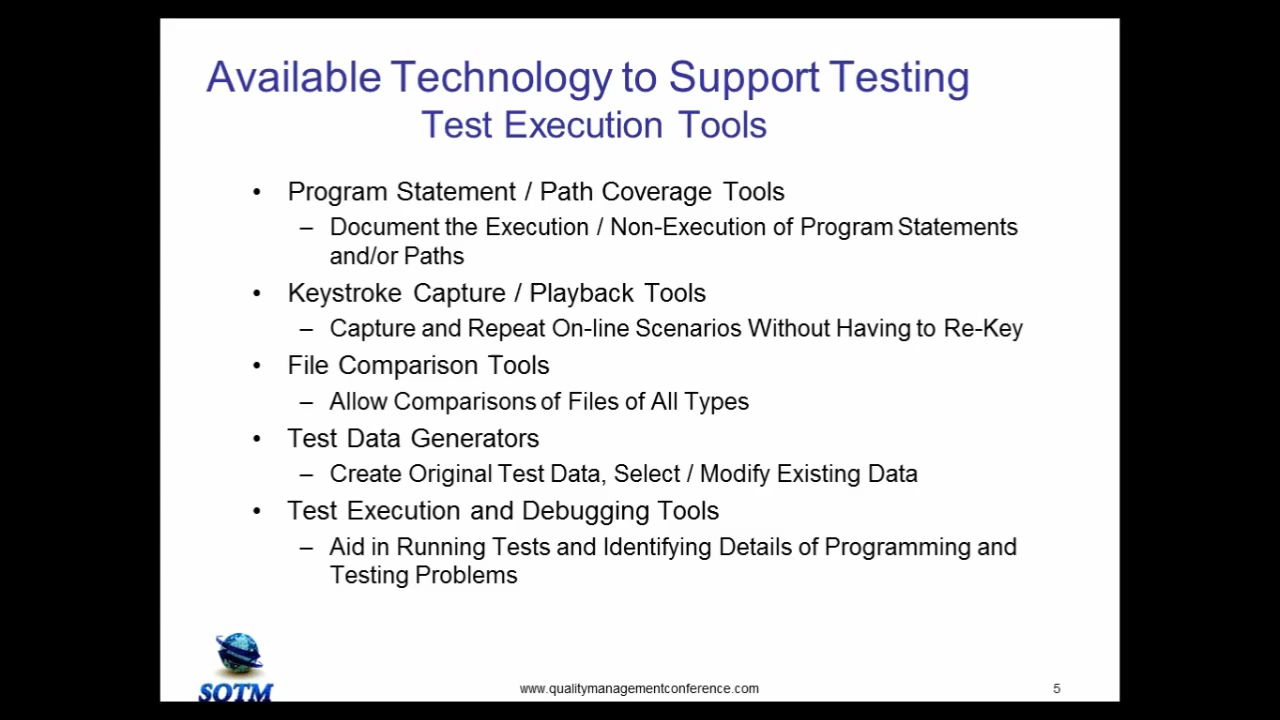 Available Technology to Support Testing
Test Execution Tools
• Program Statement / Path Coverage Tools
– Document the Execution / Non-Execution of Program Statements
and/or Paths
• Keystroke Capture / Playback Tools
– Capture and Repeat On-line Scenarios Without Having to Re-Key
• File Comparison Tools
– Allow Comparisons of Files of All Types
• Test Data Generators
– Create Original Test Data, Select / Modify Existing Data
• Test Execution and Debugging Tools
– Aid in Running Tests and Identifying Details of Programming and
Testing Problems
SQTM
www.qualitymanagementconference.com
5